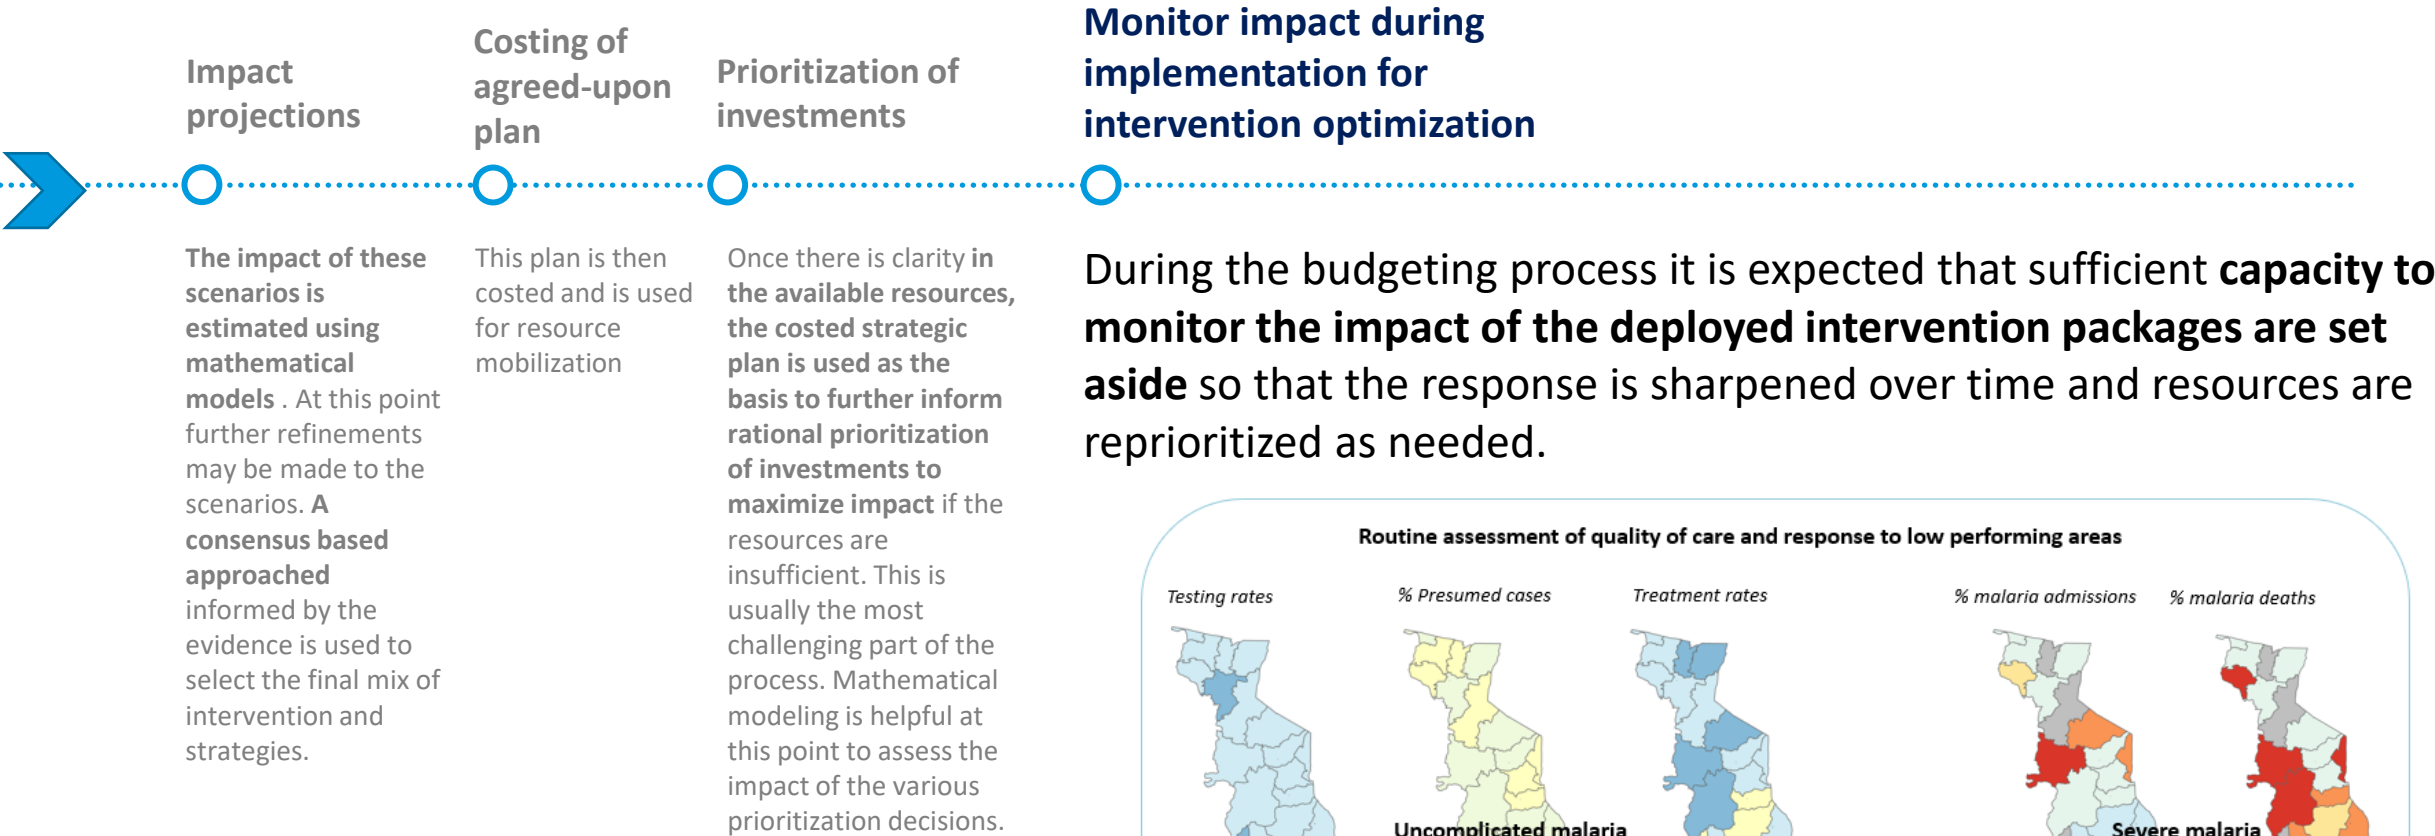 Impact
projections
Costing of
agreed-upon
plan
Prioritization of
investments
Monitor impact during
implementation for
intervention optimization
The impact of these
scenarios is
estimated using
mathematical
models . At this point
further refinements
may be made to the
scenarios. A
consensus based
approached
informed by the
evidence is used to
select the final mix of
intervention and
strategies.
This plan is then
costed and is used
for resource
mobilization
Once there is clarity in
the available resources,
the costed strategic
plan is used as the
basis to further inform
rational prioritization
of investments to
maximize impact if the
resources are
insufficient. This is
usually the most
challenging part of the
process. Mathematical
modeling is helpful at
this point to assess the
impact of the various
prioritization decisions.
During the budgeting process it is expected that sufficient capacity to
monitor the impact of the deployed intervention packages are set
aside so that the response is sharpened over time and resources are
reprioritized as needed.
Routine assessment of quality of care and response to low performing areas
Testing rates
% Presumed cases
Treatment rates
% malaria admissions
% malaria deaths
Uncomplicated malaria
Severe malaria